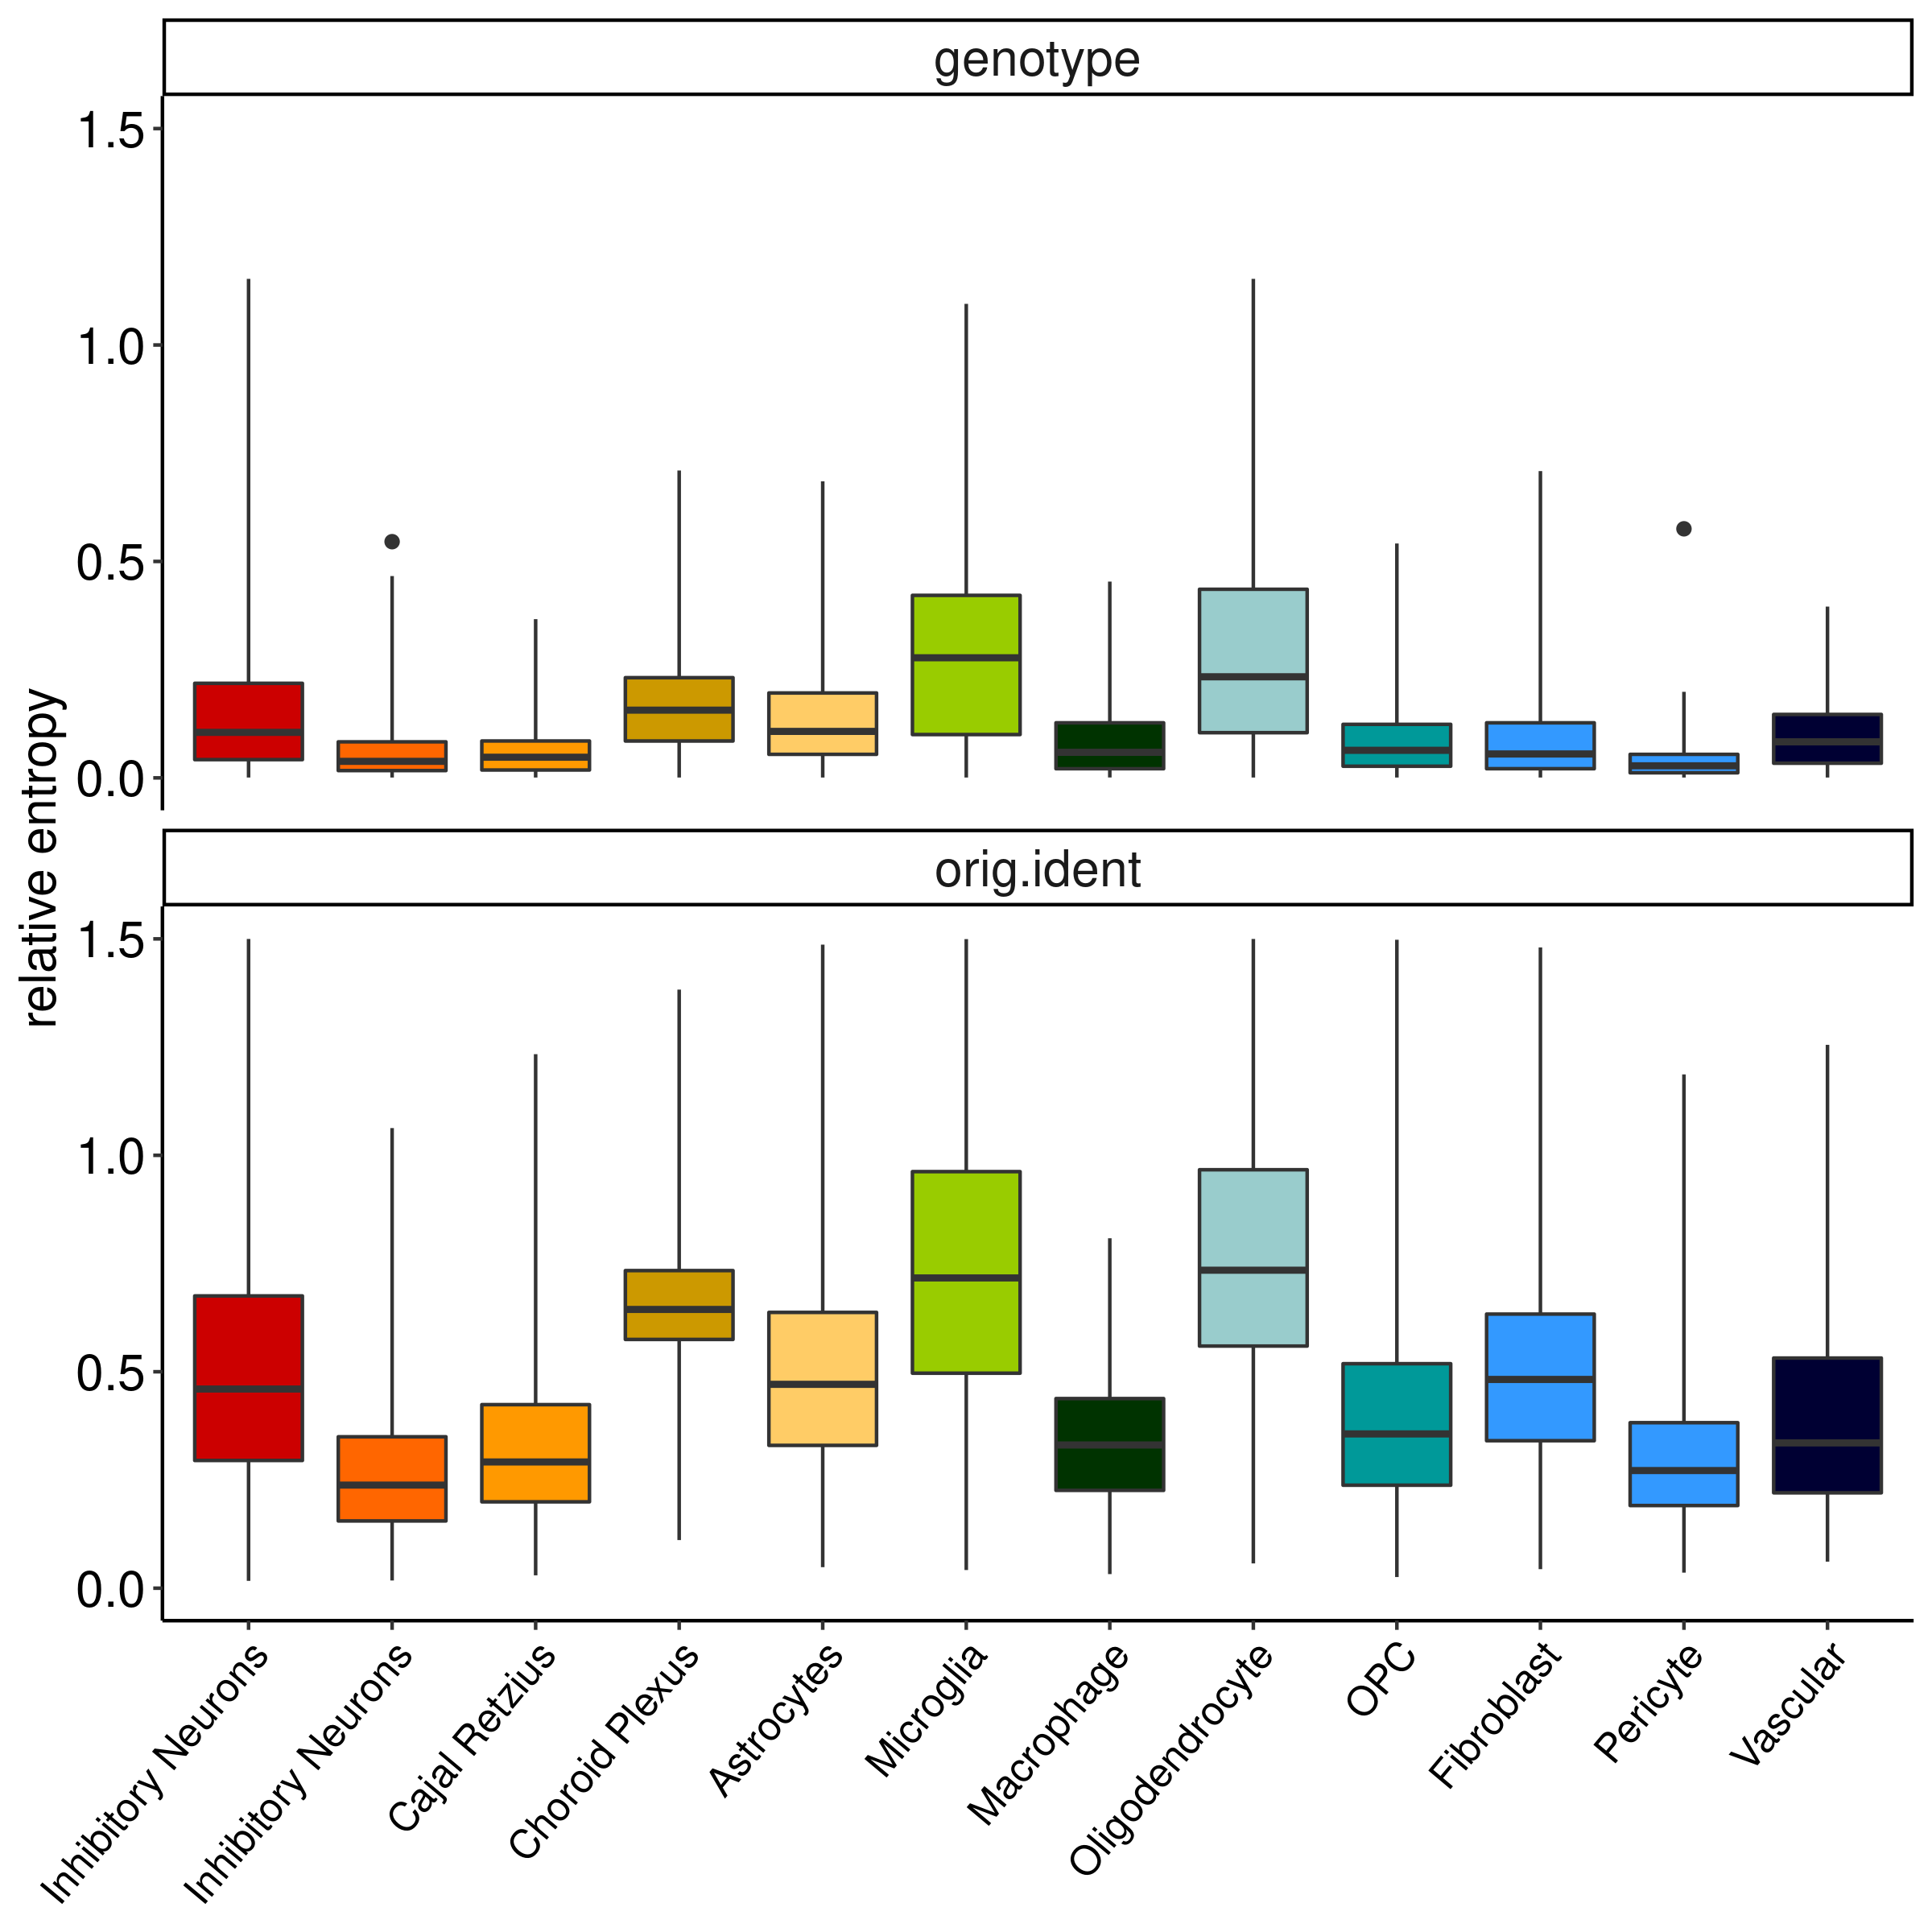 genotype
1.5
1.0
0.5
0.0
relative entropy
orig.ident
1.5
1.0
0.5
0.0
Inhibitory Neurons
Inhibitory Neurons
Cajal Retzius
Choroid Plexus
Astrocytes
Microglia
Macrophage
Oligodendrocyte
OPC
Fibroblast
Pericyte
Vascular